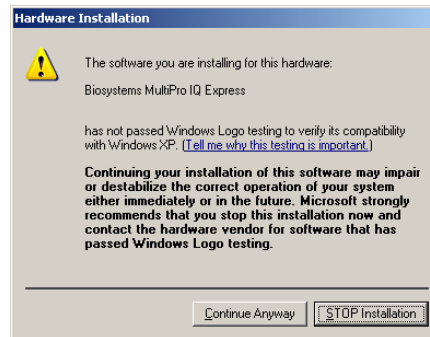 Hardware Installation
The software you are installing for this hardware:
Biosystems MultiPro IQ Express
has not passed Windows Logo testing to verify its compatibility
with Windows XP. (Tell me why this testing is important.)
Continuing your installation of this software may impair
or destabilize the correct operation of your system
either immediately or in the future. Microsoft strongly
recommends that you stop this installation now and
contact the hardware vendor for software that has
passed Windows Logo testing.
Continue Anyway STOP Installation